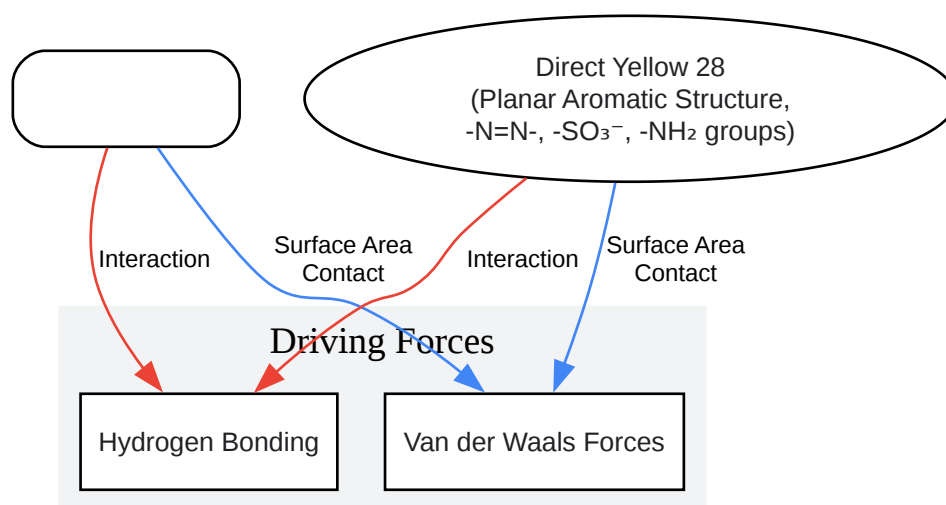 Direct Yellow 28
(Planar Aromatic Structure,
-N=N-, -SO₃⁻, -NH₂ groups)
Interaction
Surface Area
Contact
Interaction
Surface Area
Contact
Driving Forces
Hydrogen Bonding
Van der Waals Forces